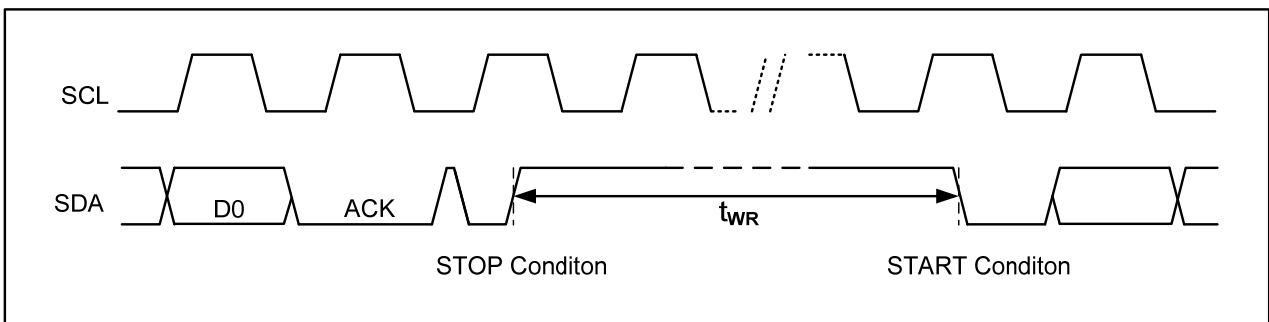 SCL
SDA
D0
ACK
tWR
STOP Conditon
START Conditon